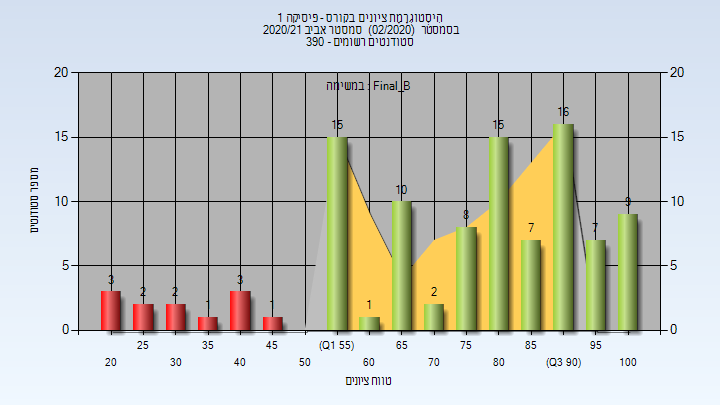 היסטוגרמת ציונים בקורס - פיסיקה 1
בסמסטר (02/2020) סמסטר אביב 2020/21
סטודנטים רשומים - 390
במשימה : Final_B
20 20
15 15
10 10
5 5
0 0
מספר סטודנטים
3 2 2 1 3 1 15 1 10 2 8 15 7 16 7 9
25 35 45 (Q1 55) 65 75 85 95
20 30 40 50 60 70 80 (Q3 90) 100
טווח ציונים